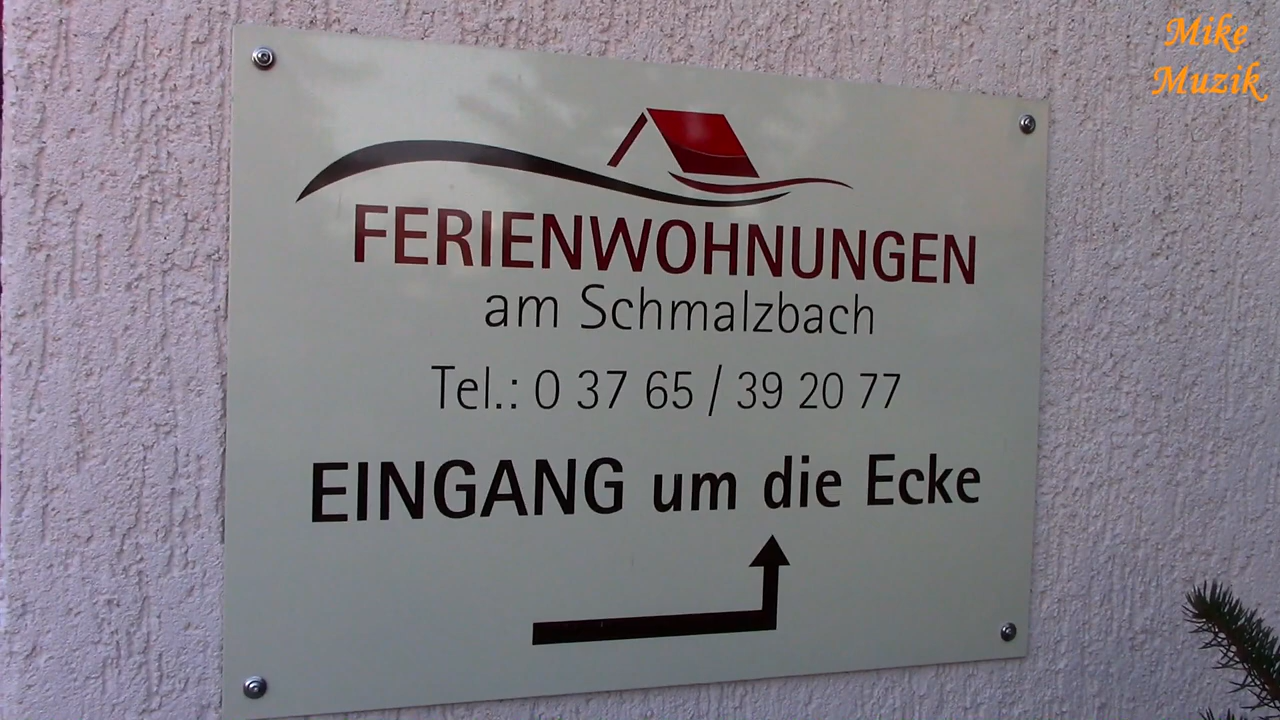 Mike
Muzik
FERIENWOHNUNGEN
am Schmalzbach
Tel.: 0 37 65 / 39 20 77
EINGANG um die Ecke